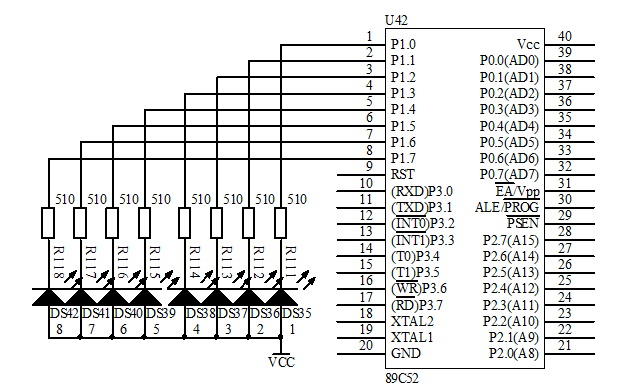 U42
1 P1.0 Vcc 40
2 P1.1 P0.0(AD0) 39
3 P1.2 P0.1(AD1) 38
4 P1.3 P0.2(AD2) 37
5 P1.4 P0.3(AD3) 36
6 P1.5 P0.4(AD4) 35
7 P1.6 P0.5(AD5) 34
8 P1.7 P0.6(AD6) 33
9 RST P0.7(AD7) 32
10 (RXD)P3.0 EA/Vpp 31
11 (TXD)P3.1 ALE/PROG 30
12 (INT0)P3.2 PSEN 29
13 (INT1)P3.3 P2.7(A15) 28
14 (T0)P3.4 P2.6(A14) 27
15 (T1)P3.5 P2.5(A13) 26
16 (WR)P3.6 P2.4(A12) 25
17 (RD)P3.7 P2.3(A11) 24
18 XTAL2 P2.2(A10) 23
19 XTAL1 P2.1(A9) 22
20 GND P2.0(A8) 21
89C52
510 510 510 510 510 510 510 510
R118 R117 R116 R115 R114 R113 R112 R111
DS42 DS41 DS40 DS39 DS38 DS37 DS36 DS35
8 7 6 5 4 3 2 1
VCC